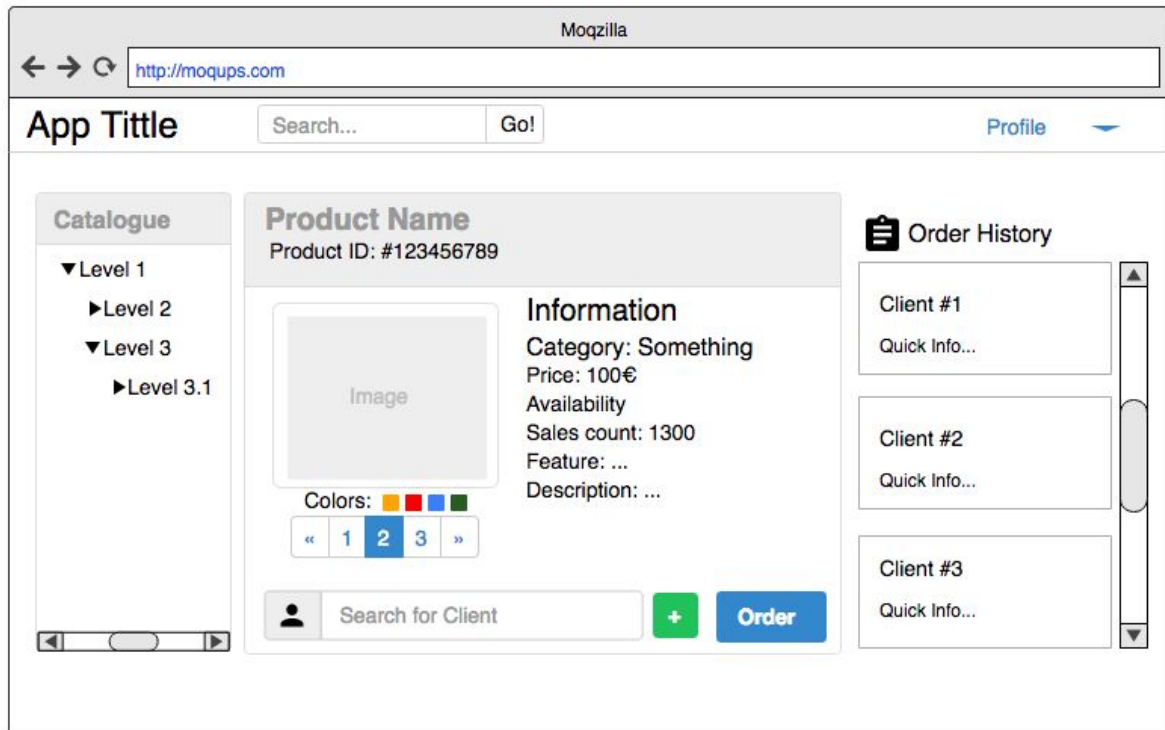 Moqzilla
http://moqups.com
App Tittle
Search...
Go!
Profile
Catalogue
Level 1
Level 2
Level 3
Level 3.1
Product Name
Product ID: #123456789
Image
Colors:
« 1 2 3 »
Information
Category: Something
Price: 100€
Availability
Sales count: 1300
Feature: ...
Description: ...
Search for Client
+
Order
Order History
Client #1
Quick Info...
Client #2
Quick Info...
Client #3
Quick Info...